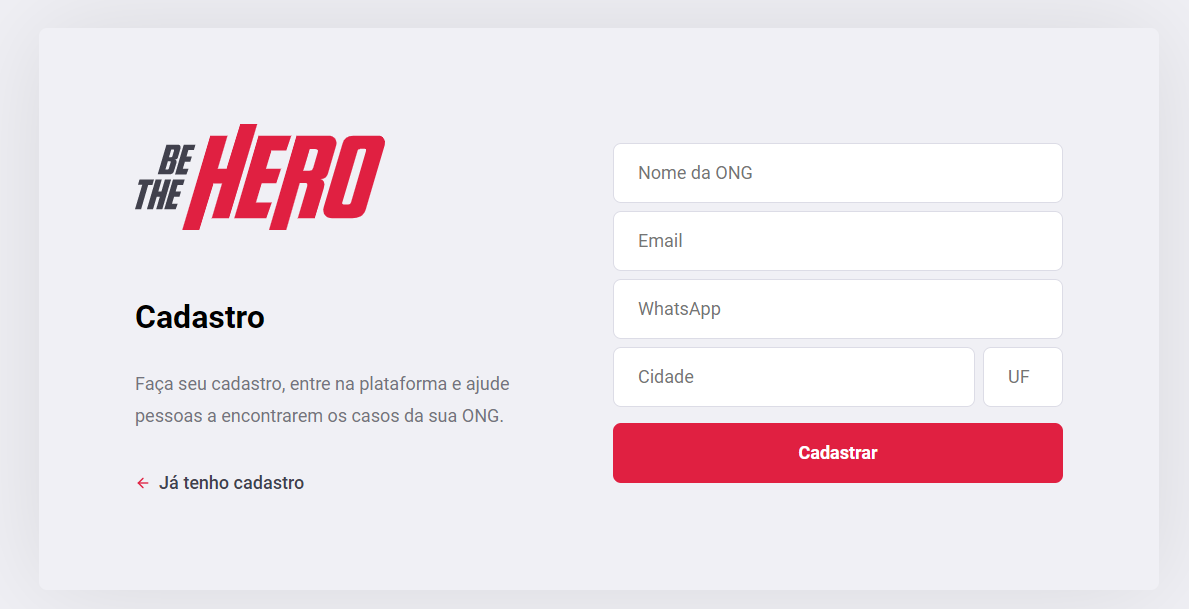 BE
THE
HERO
Cadastro
Faça seu cadastro, entre na plataforma e ajude
pessoas a encontrarem os casos da sua ONG.
Já tenho cadastro
Nome da ONG
Email
WhatsApp
Cidade
UF
Cadastrar